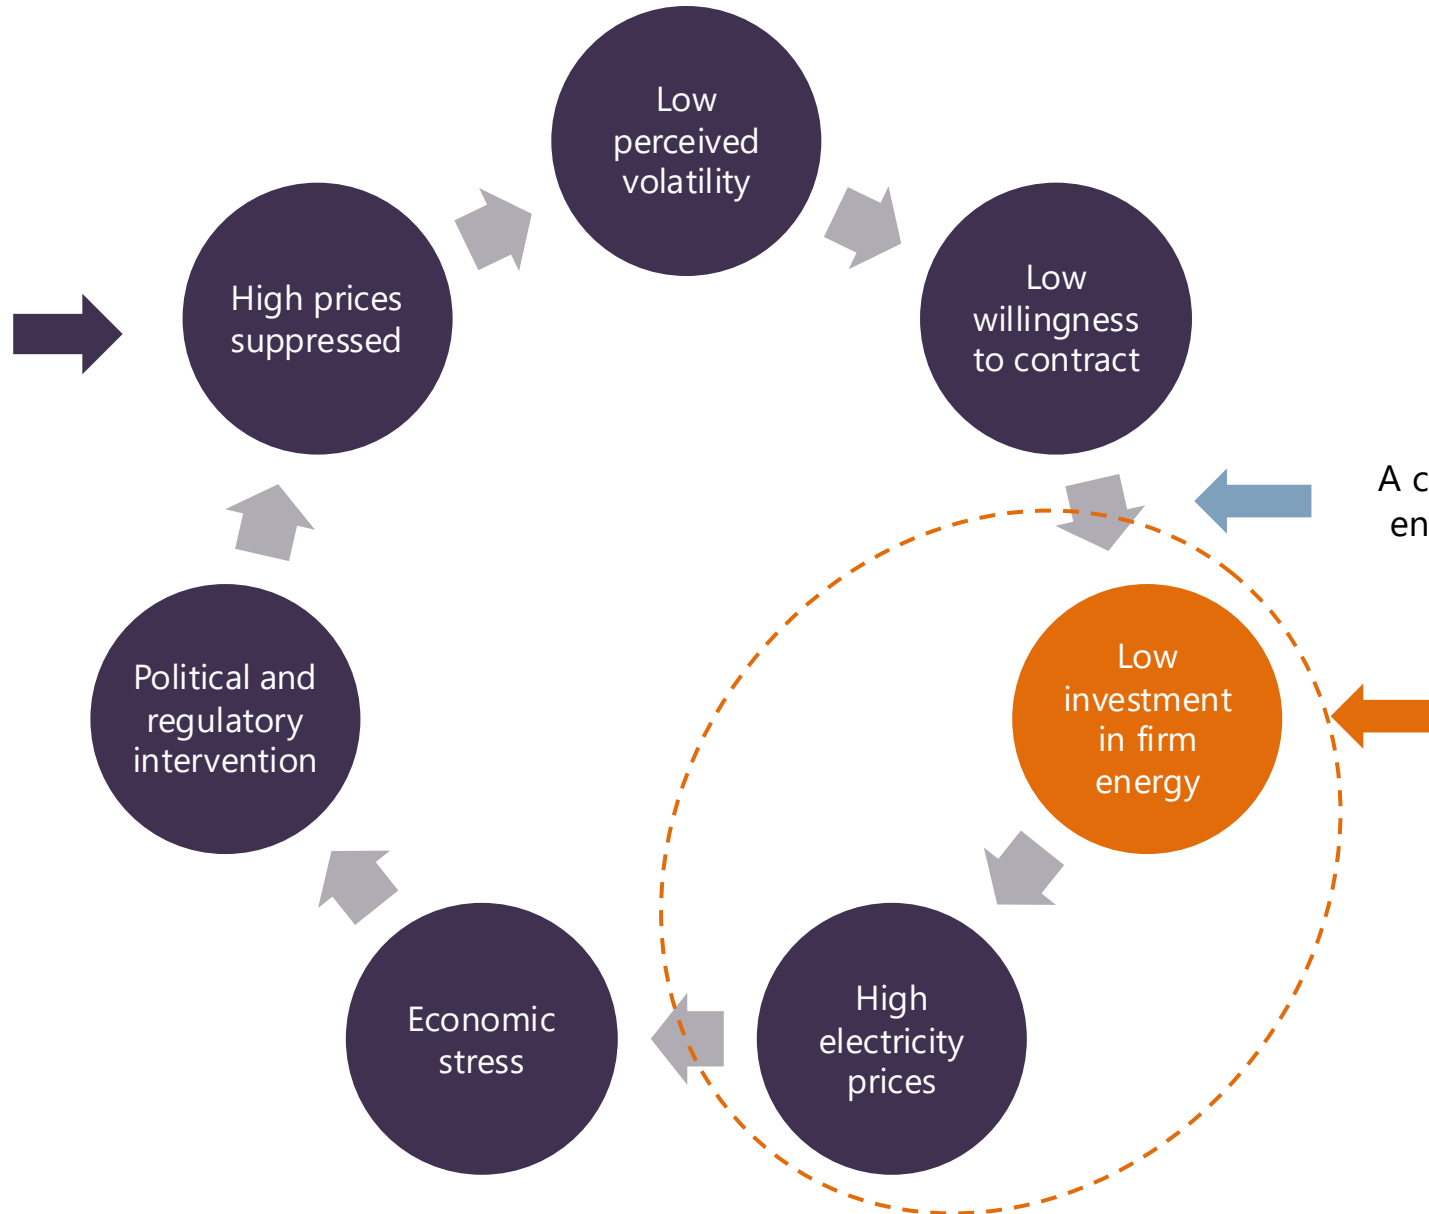 Low
perceived
volatility
Low
willingness
to contract
A c
en
Low
investment
in firm
energy
High
electricity
prices
Economic
stress
Political and
regulatory
intervention
High prices
suppressed